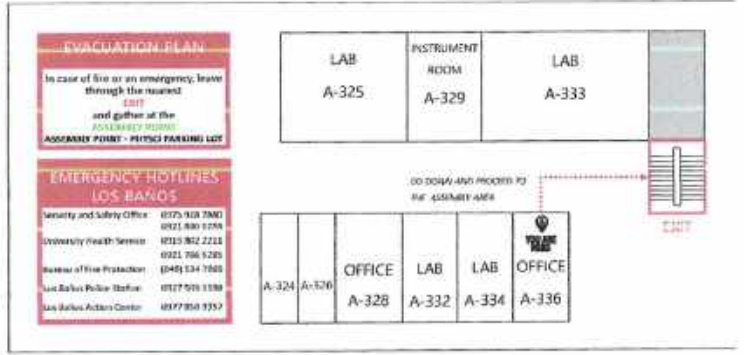 EVACUATION PLAN
In case of fire or an emergency, leave
through the nearest
EXIT
and gather at the
ASSEMBLY POINT
ASSEMBLY POINT - PHYSCI PARKING LOT
EMERGENCY HOTLINES
LOS BAÑOS
Security and Safety Office
University Health Service
Bureau of Fire Protection
Los Baños Police Station
Los Baños Action Center
LAB
A-325
INSTRUMENT
ROOM
A-329
LAB
A-333
GO DOWN AND PROCEED TO
THE ASSEMBLY AREA
EXIT
A-324
A-326
OFFICE
A-328
LAB
A-332
LAB
A-334
YOU ARE
HERE
OFFICE
A-336